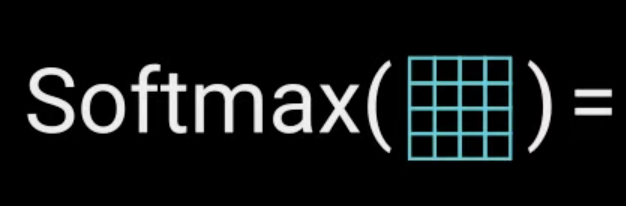 Softmax( ) =